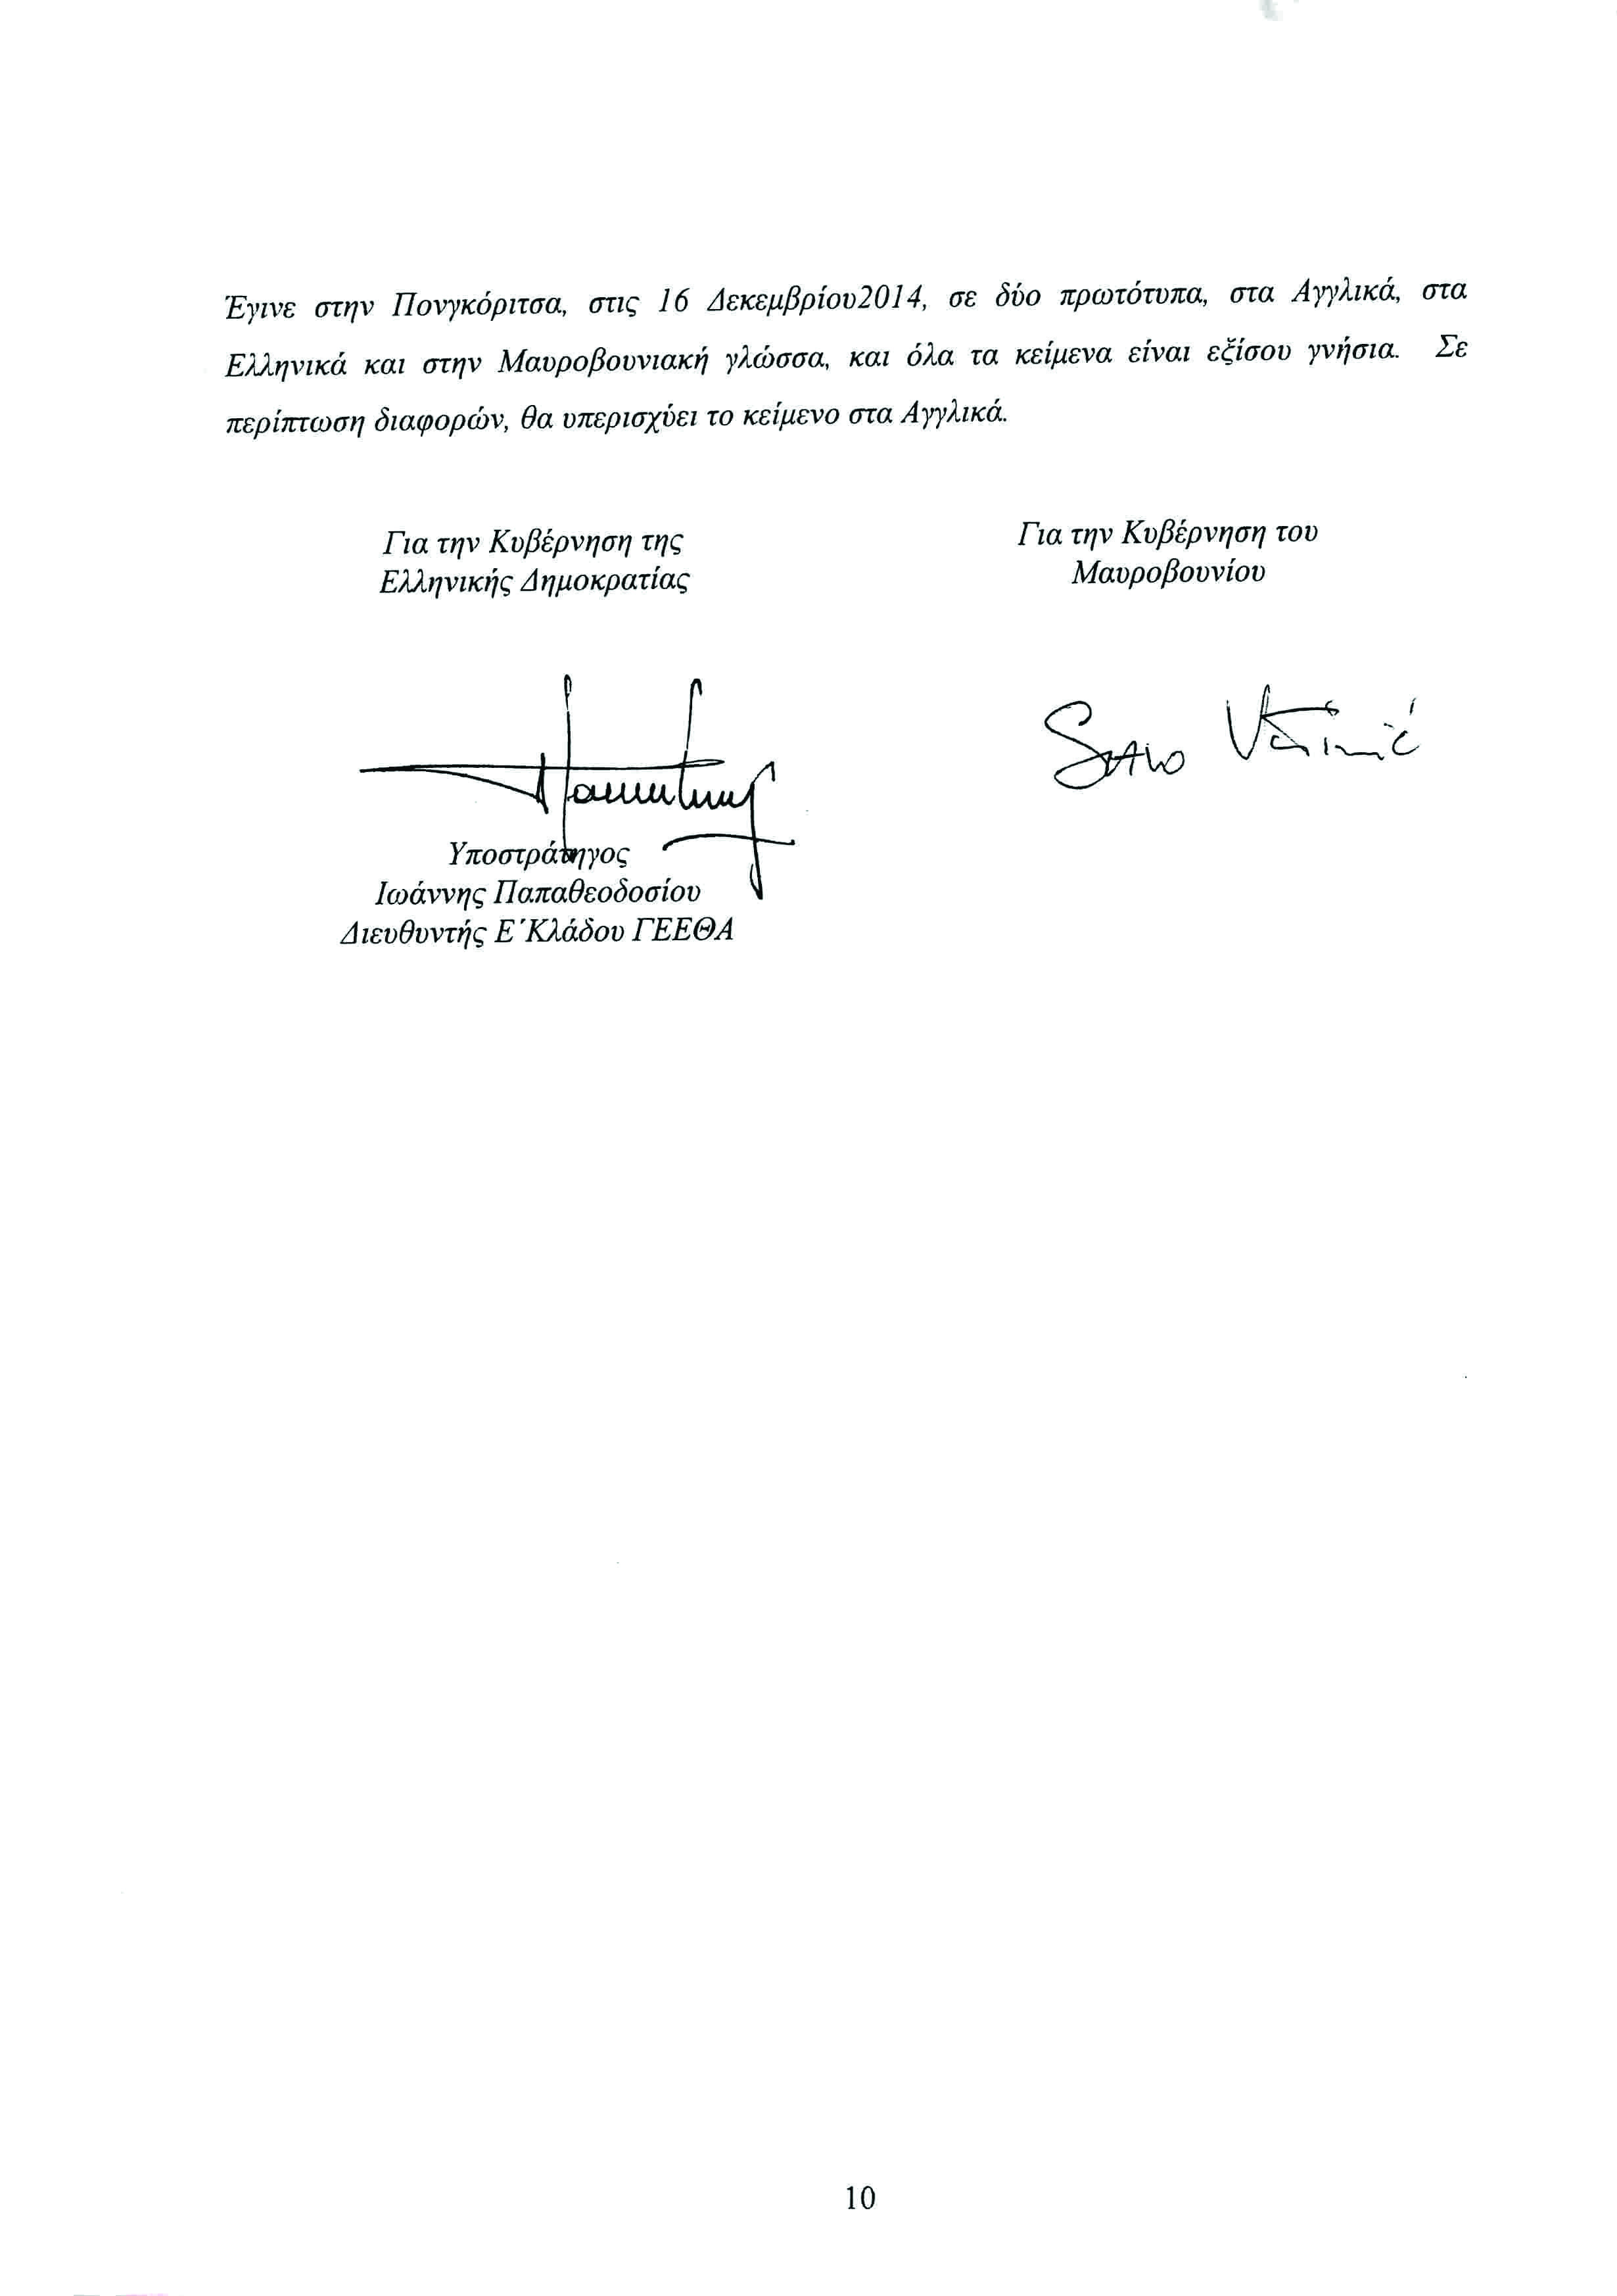 Έγινε στην Πονγκόριτσα, στις 16 Δεκεμβρίου2014, σε δύο πρωτότυπα, στα Αγγλικά, στα
Ελληνικά και στην Μαυροβουνιακή γλώσσα, και όλα τα κείμενα είναι εξίσου γνήσια. Σε
περίπτωση διαφορών, θα υπερισχύει το κείμενο στα Αγγλικά.
Για την Κυβέρνηση της
Ελληνικής Δημοκρατίας
Για την Κυβέρνηση του
Μαυροβουνίου
Υποστράτηγος
Ιωάννης Παπαθεοδοσίου
Διευθυντής Ε΄Κλάδου ΓΕΕΘΑ
10